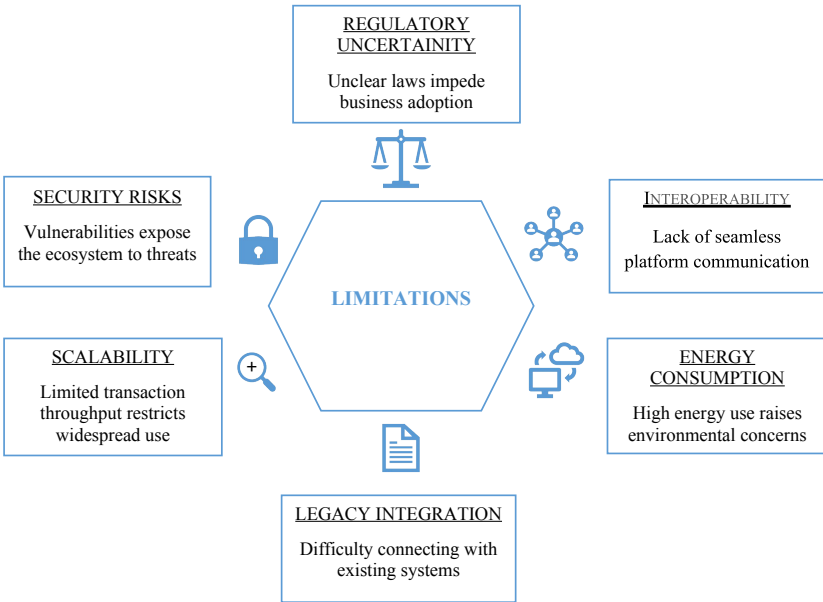 REGULATORY
UNCERTAINITY
Unclear laws impede
business adoption
SECURITY RISKS
Vulnerabilities expose
the ecosystem to threats
INTEROPERABILITY
Lack of seamless
platform communication
LIMITATIONS
SCALABILITY
Limited transaction
throughput restricts
widespread use
ENERGY
CONSUMPTION
High energy use raises
environmental concerns
LEGACY INTEGRATION
Difficulty connecting with
existing systems